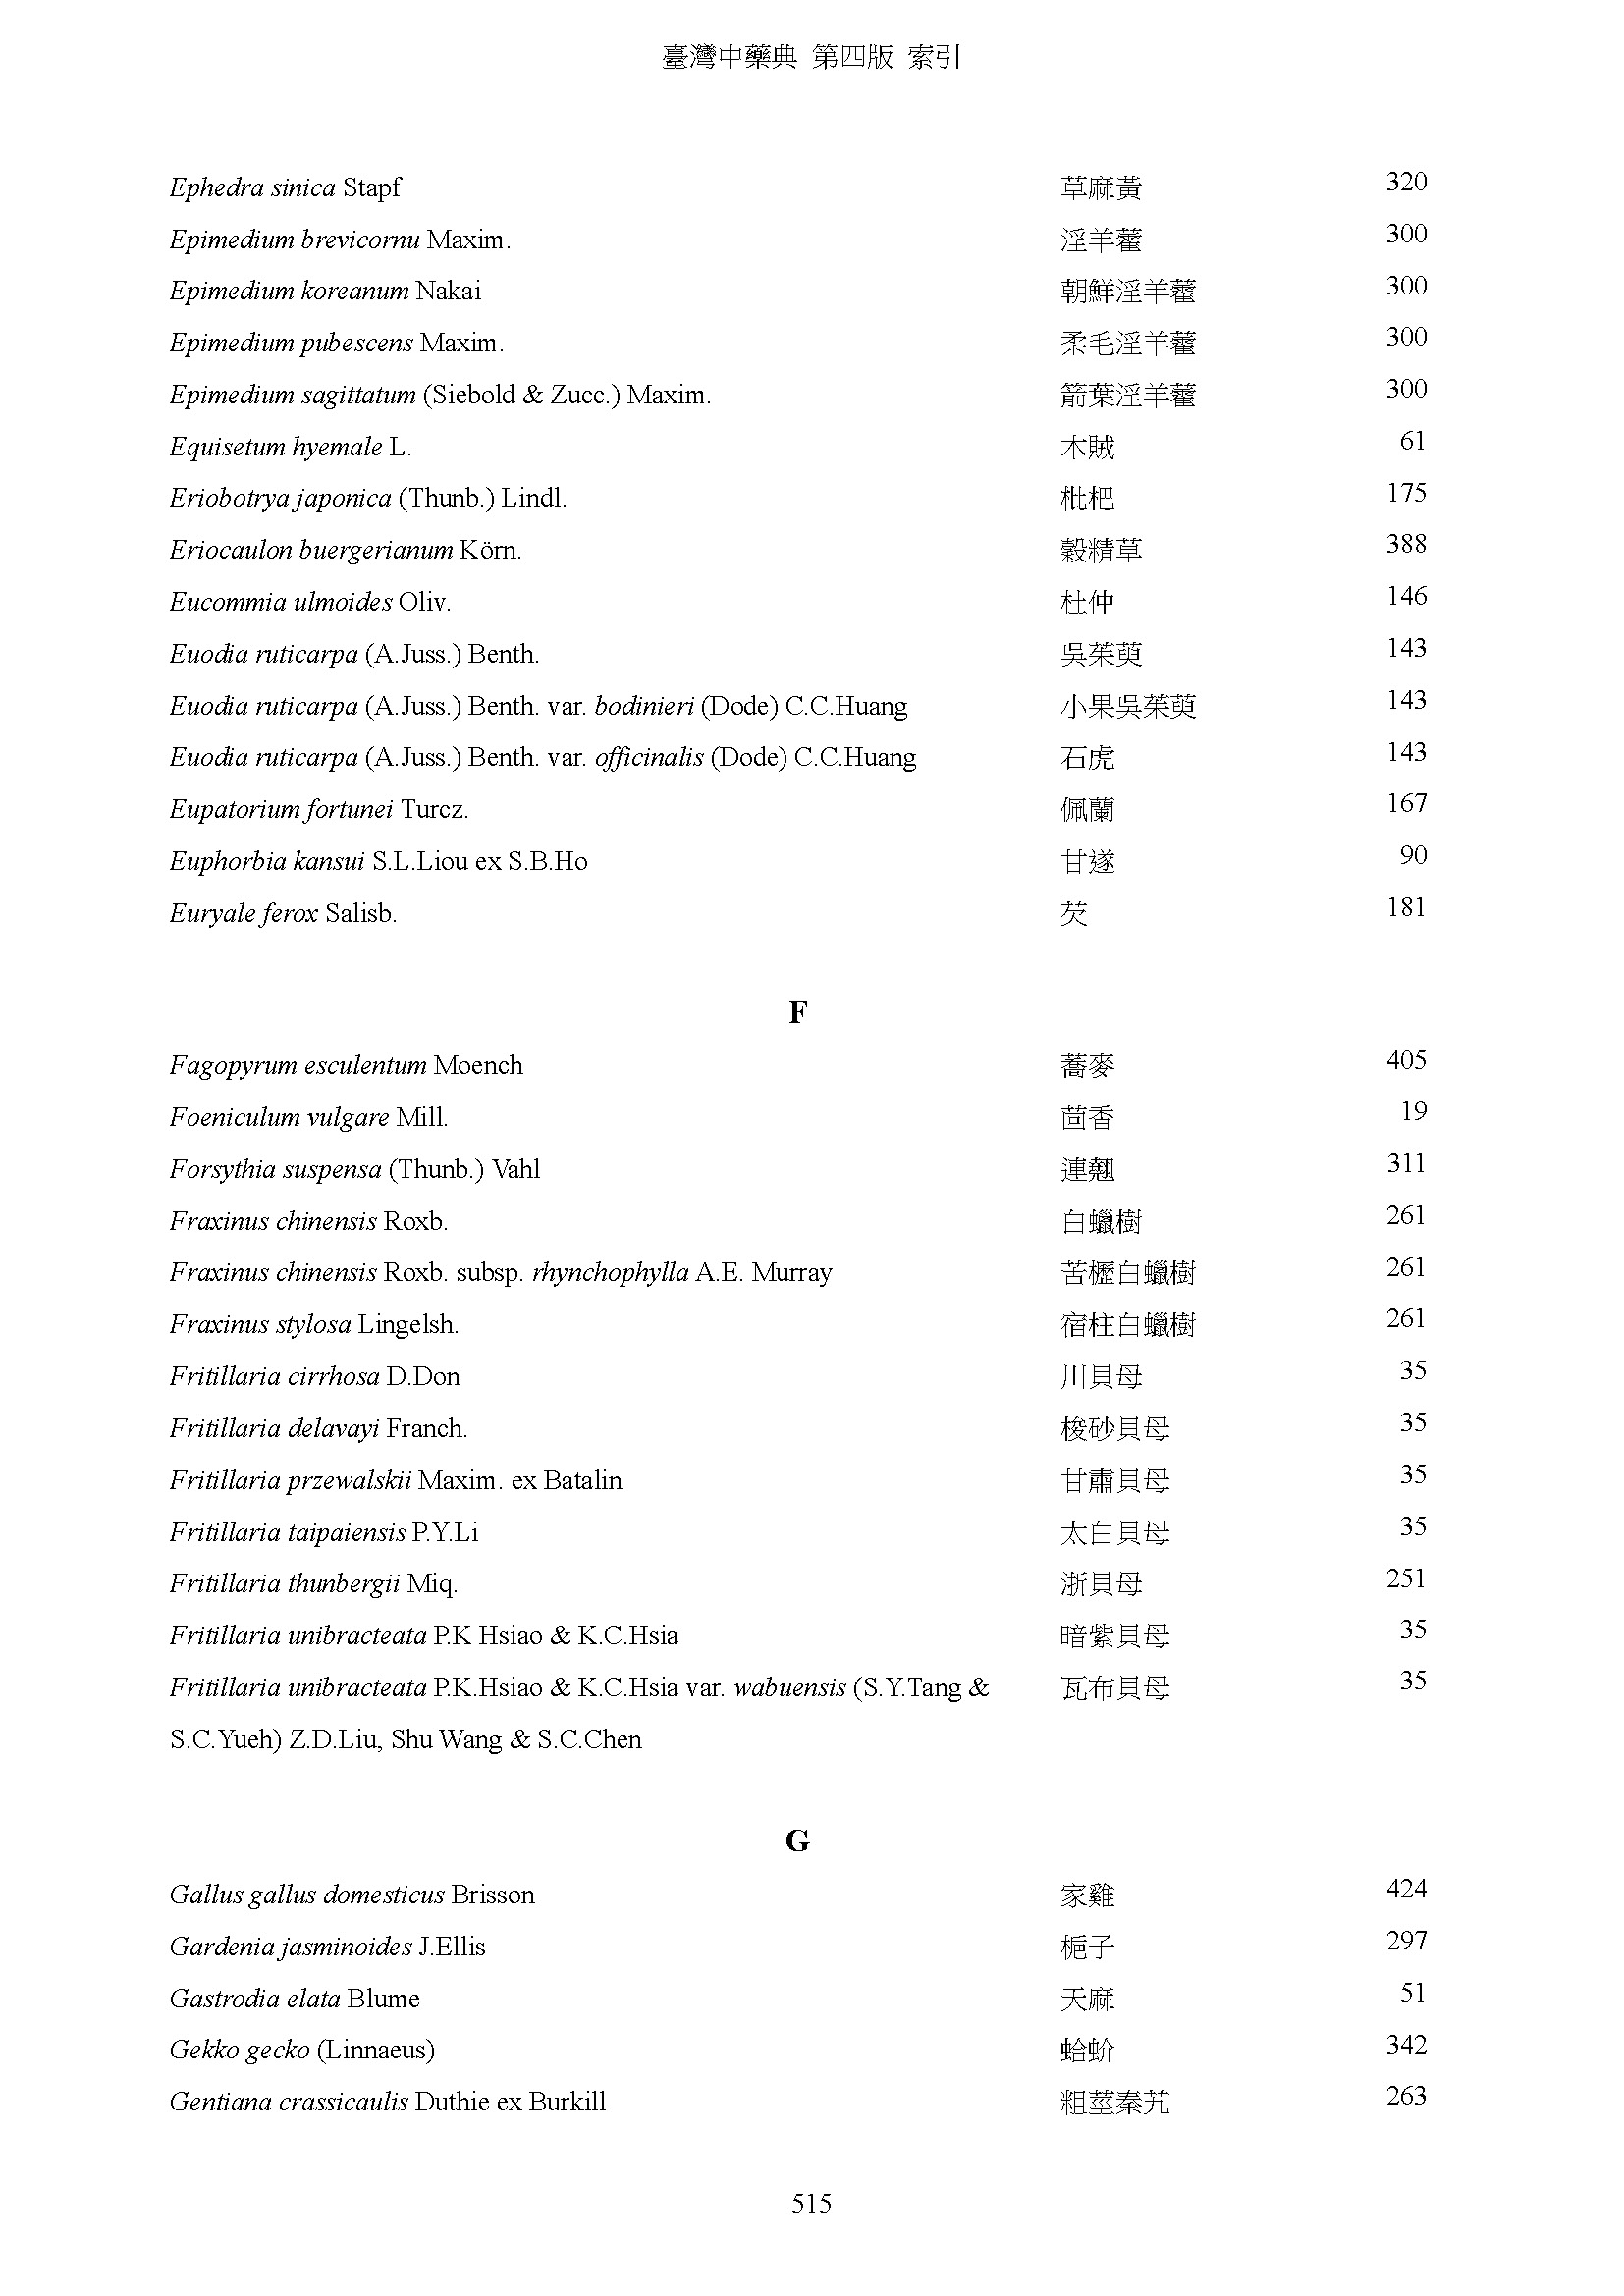 臺灣中藥典 第四版 索引
Ephedra sinica Stapf 草麻黃 320
Epimedium brevicornu Maxim. 淫羊藿 300
Epimedium koreanum Nakai 朝鮮淫羊藿 300
Epimedium pubescens Maxim. 柔毛淫羊藿 300
Epimedium sagittatum (Siebold & Zucc.) Maxim. 箭葉淫羊藿 300
Equisetum hyemale L. 木賊 61
Eriobotrya japonica (Thunb.) Lindl. 枇杷 175
Eriocaulon buergerianum Körn. 穀精草 388
Eucommia ulmoides Oliv. 杜仲 146
Euodia ruticarpa (A.Juss.) Benth. 吳茱萸 143
Euodia ruticarpa (A.Juss.) Benth. var. bodinieri (Dode) C.C.Huang 小果吳茱萸 143
Euodia ruticarpa (A.Juss.) Benth. var. officinalis (Dode) C.C.Huang 石虎 143
Eupatorium fortunei Turcz. 佩蘭 167
Euphorbia kansui S.L.Liou ex S.B.Ho 甘遂 90
Euryale ferox Salisb. 芡 181
F
Fagopyrum esculentum Moench 蕎麥 405
Foeniculum vulgare Mill. 茴香 19
Forsythia suspensa (Thunb.) Vahl 連翹 311
Fraxinus chinensis Roxb. 白蠟樹 261
Fraxinus chinensis Roxb. subsp. rhynchophylla A.E. Murray 苦櫪白蠟樹 261
Fraxinus stylosa Lingelsh. 宿柱白蠟樹 261
Fritillaria cirrhosa D.Don 川貝母 35
Fritillaria delavayi Franch. 梭砂貝母 35
Fritillaria przewalskii Maxim. ex Batalin 甘肅貝母 35
Fritillaria taipaiensis P.Y.Li 太白貝母 35
Fritillaria thunbergii Miq. 浙貝母 251
Fritillaria unibracteata P.K Hsiao & K.C.Hsia 暗紫貝母 35
Fritillaria unibracteata P.K.Hsiao & K.C.Hsia var. wabuensis (S.Y.Tang & 瓦布貝母 35
S.C.Yueh) Z.D.Liu, Shu Wang & S.C.Chen
G
Gallus gallus domesticus Brisson 家雞 424
Gardenia jasminoides J.Ellis 梔子 297
Gastrodia elata Blume 天麻 51
Gekko gecko (Linnaeus) 蛤蚧 342
Gentiana crassicaulis Duthie ex Burkill 粗莖秦艽 263
515